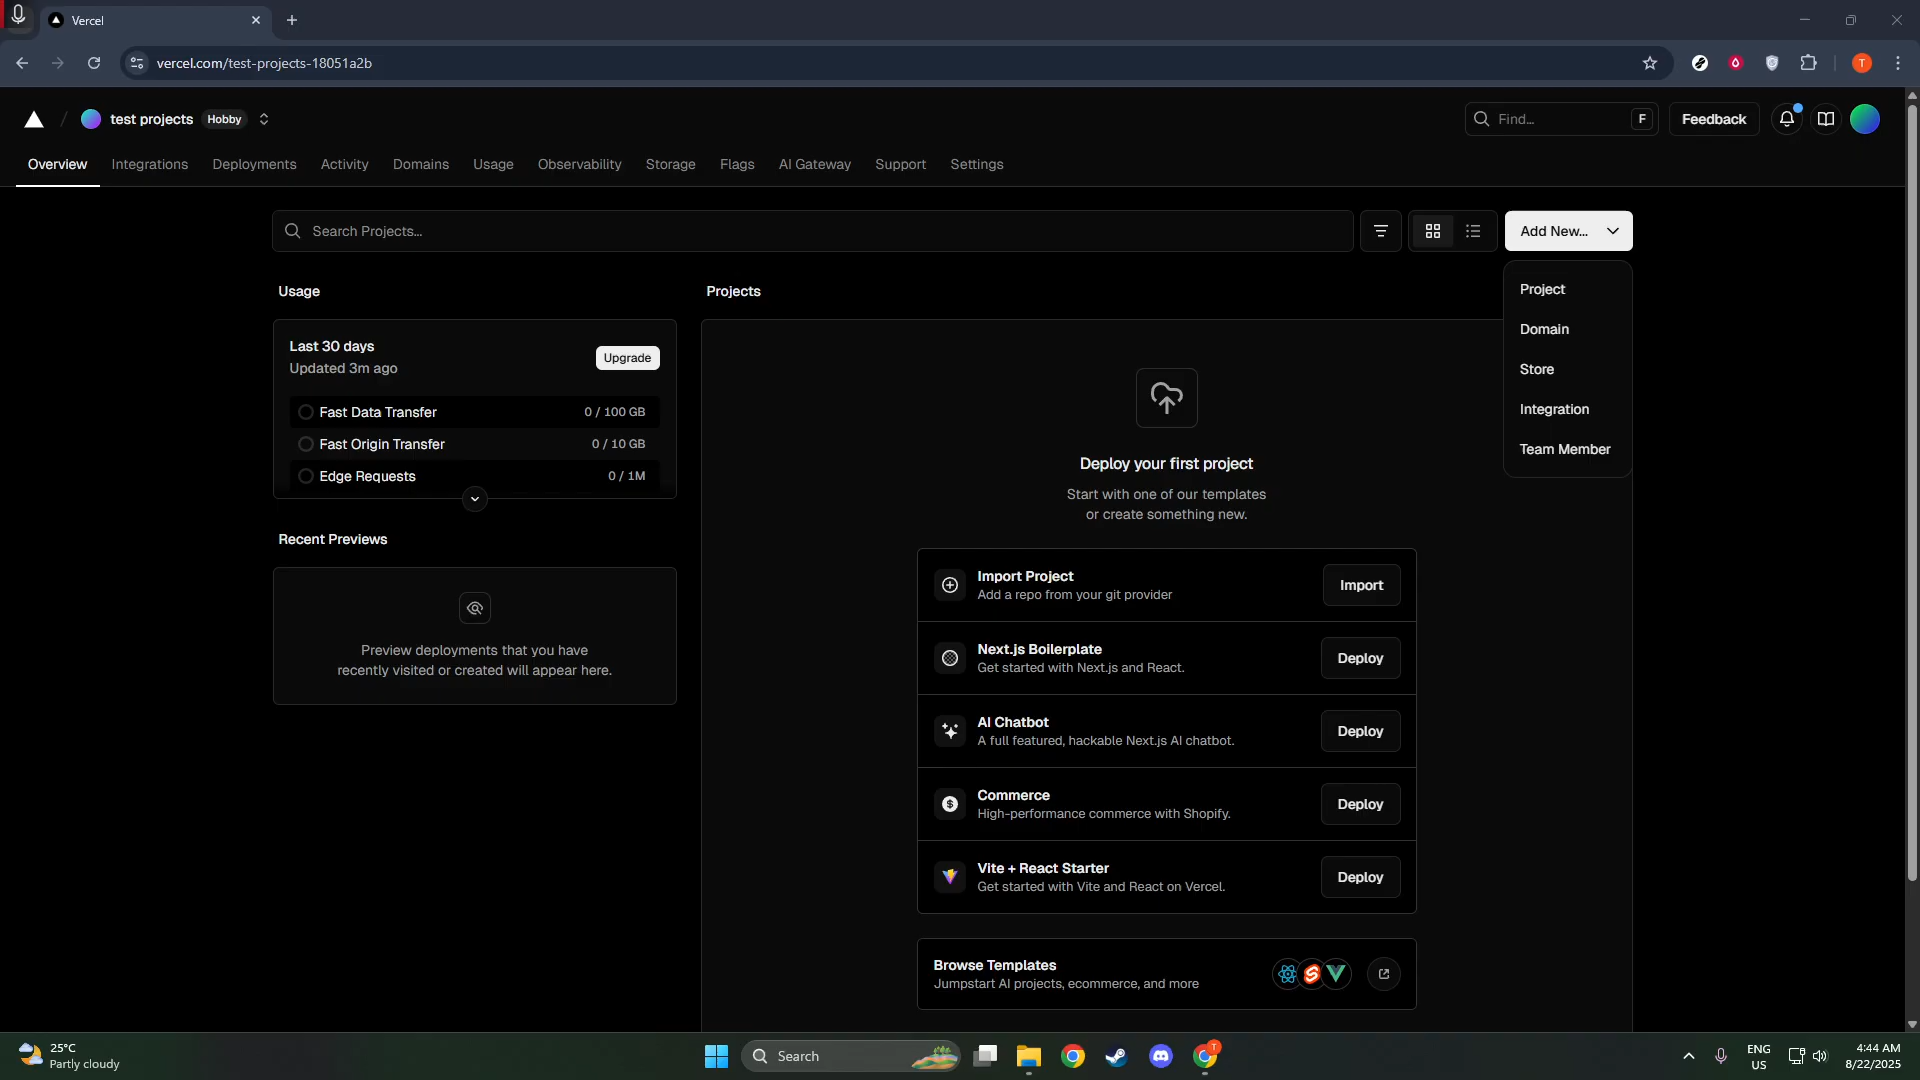 Vercel
vercel.com/test-projects-18051a2b
T
test projects Hobby
Find... F
Feedback
Overview Integrations Deployments Activity Domains Usage Observability Storage Flags AI Gateway Support Settings
Search Projects...
Add New...
Project
Domain
Store
Integration
Team Member
Usage
Last 30 days
Updated 3m ago
Upgrade
Fast Data Transfer 0 / 100 GB
Fast Origin Transfer 0 / 10 GB
Edge Requests 0 / 1M
Recent Previews
Preview deployments that you have
recently visited or created will appear here.
Projects
Deploy your first project
Start with one of our templates
or create something new.
Import Project
Add a repo from your git provider
Import
Next.js Boilerplate
Get started with Next.js and React.
Deploy
AI Chatbot
A full featured, hackable Next.js AI chatbot.
Deploy
Commerce
High-performance commerce with Shopify.
Deploy
Vite + React Starter
Get started with Vite and React on Vercel.
Deploy
Browse Templates
Jumpstart AI projects, ecommerce, and more
25°C
Partly cloudy
Search
T
ENG
US
4:44 AM
8/22/2025